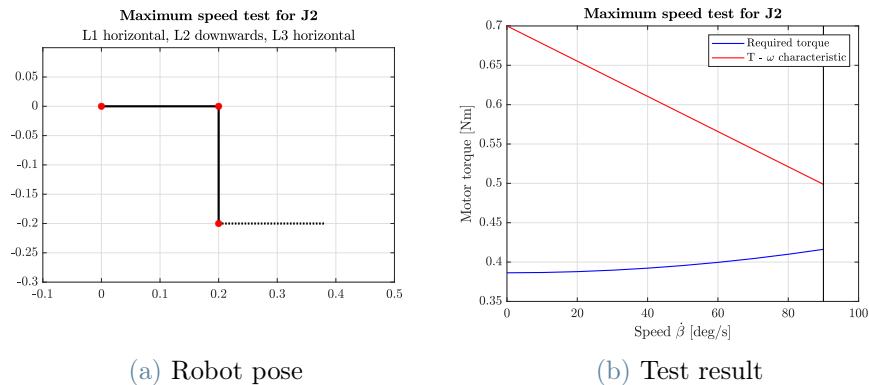 Maximum speed test for J2
L1 horizontal, L2 downwards, L3 horizontal
0.05
0
-0.05
-0.1
-0.15
-0.2
-0.25
-0.3
-0.1 0 0.1 0.2 0.3 0.4 0.5
(a) Robot pose
Maximum speed test for J2
Required torque
T - ω characteristic
Motor torque [Nm]
0.7
0.65
0.6
0.55
0.5
0.45
0.4
0.35
0 20 40 60 80 100
Speed β̇ [deg/s]
(b) Test result